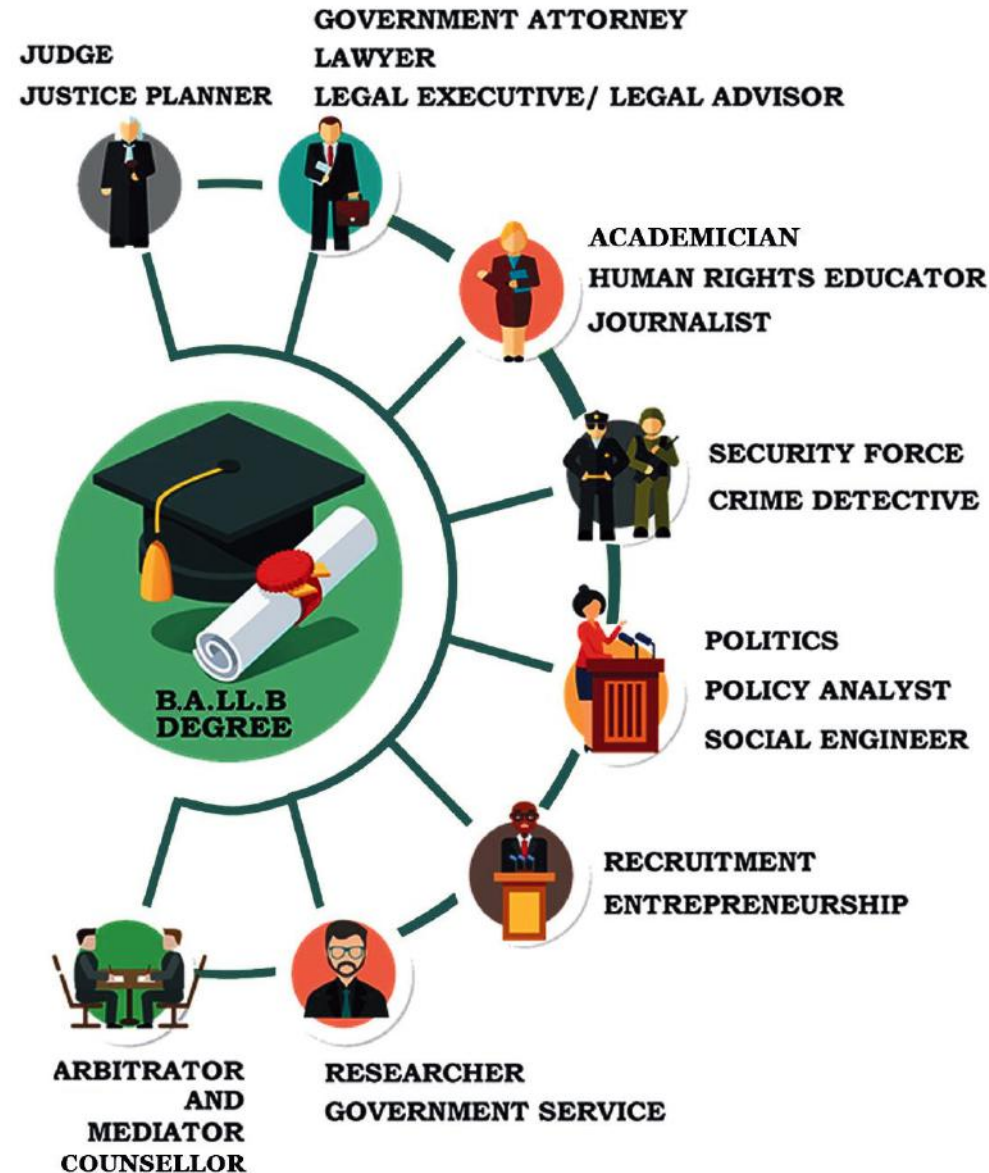 JUDGE
JUSTICE PLANNER
GOVERNMENT ATTORNEY
LAWYER
LEGAL EXECUTIVE/ LEGAL ADVISOR
ACADEMICIAN
HUMAN RIGHTS EDUCATOR
JOURNALIST
SECURITY FORCE
CRIME DETECTIVE
B.A.LL.B
DEGREE
POLITICS
POLICY ANALYST
SOCIAL ENGINEER
RECRUITMENT
ENTREPRENEURSHIP
ARBITRATOR
AND
MEDIATOR
COUNSELLOR
RESEARCHER
GOVERNMENT SERVICE